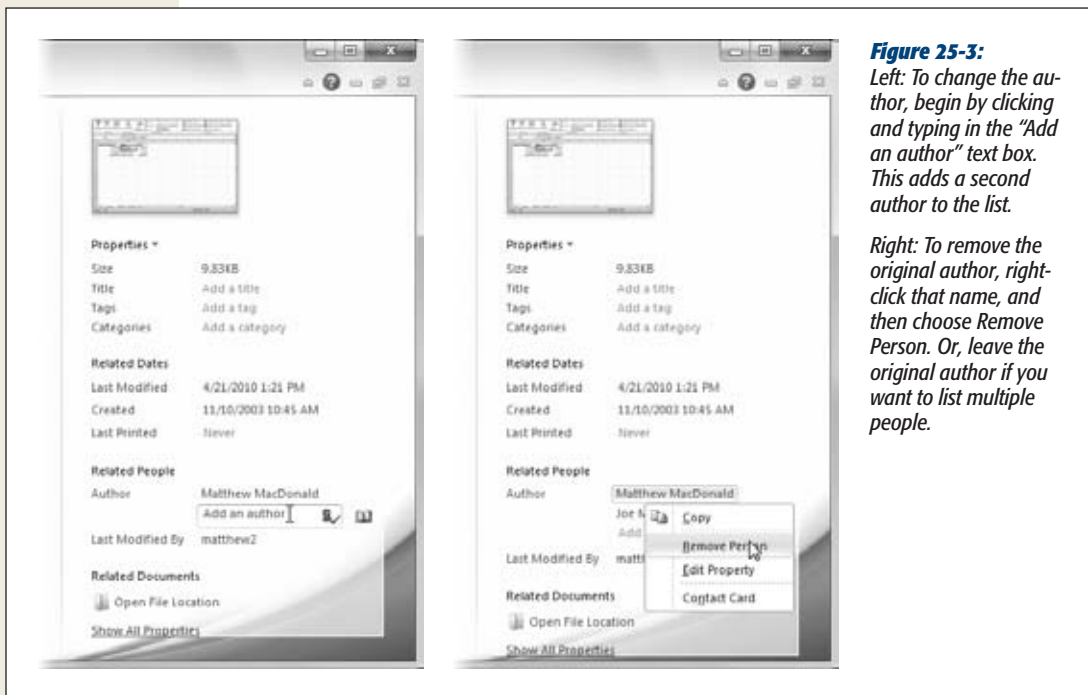 Properties
Size 9.83KB
Title Add a title
Tags Add a tag
Categories Add a category
Related Dates
Last Modified 4/21/2010 1:21 PM
Created 11/10/2003 10:45 AM
Last Printed Never
Related People
Author Matthew MacDonald
Add an author
Last Modified By matthew2
Related Documents
Open File Location
Show All Properties
Properties
Size 9.83KB
Title Add a title
Tags Add a tag
Categories Add a category
Related Dates
Last Modified 4/21/2010 1:21 PM
Created 11/10/2003 10:45 AM
Last Printed Never
Related People
Author Matthew MacDonald
Joe
Copy
Add
Remove Person
Last Modified By
Edit Property
Related Documents
Contact Card
Open File Location
Show All Properties
Figure 25-3:
Left: To change the au-
thor, begin by clicking
and typing in the “Add
an author” text box.
This adds a second
author to the list.
Right: To remove the
original author, right-
click that name, and
then choose Remove
Person. Or, leave the
original author if you
want to list multiple
people.